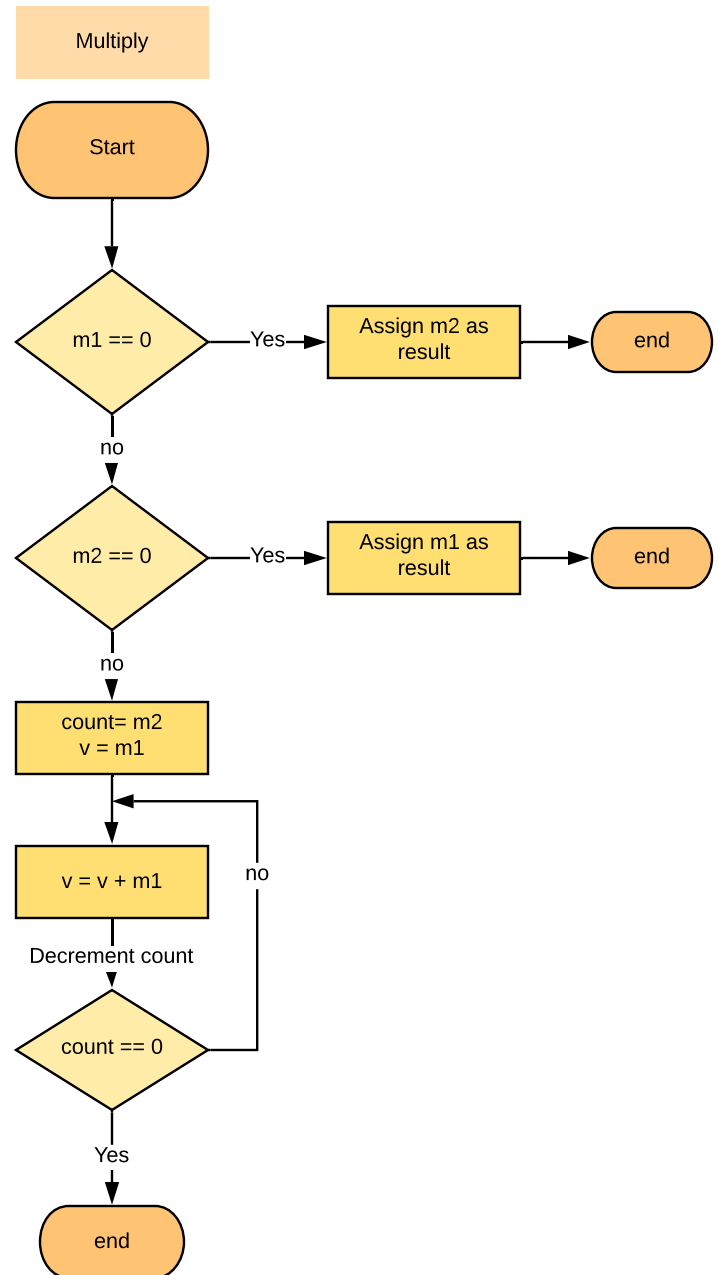 Multiply
Start
m1 == 0
Yes
Assign m2 as
result
end
no
m2 == 0
Yes
Assign m1 as
result
end
no
count= m2
v = m1
v = v + m1
no
Decrement count
count == 0
Yes
end